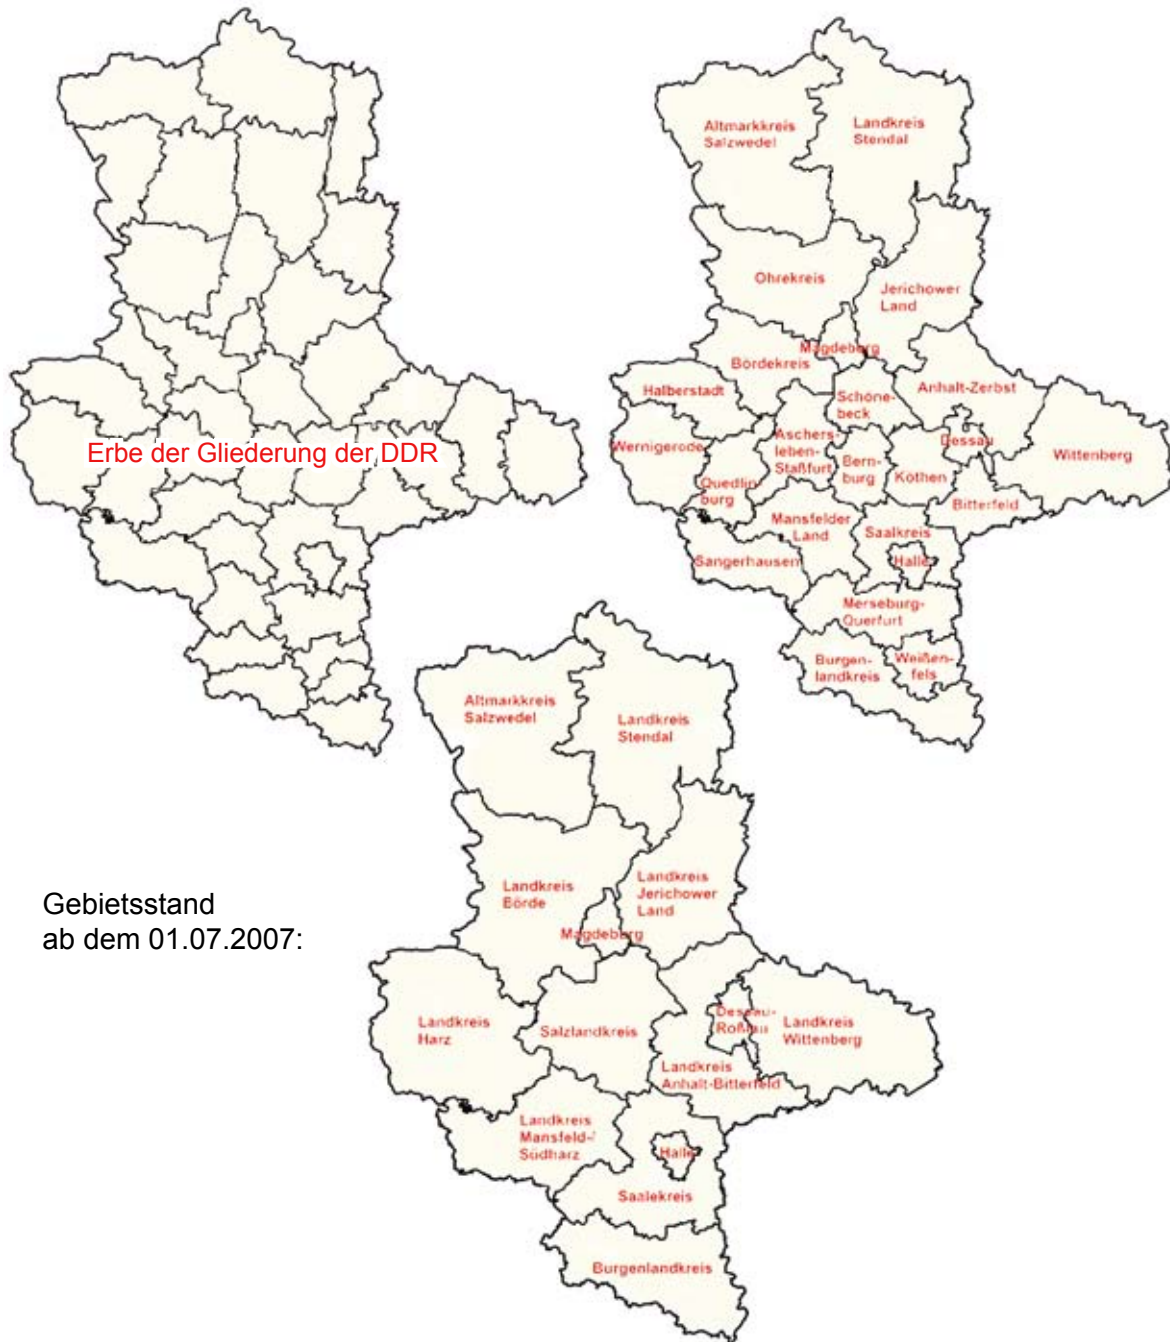 Erbe der Gliederung der DDR
Altmarkkreis
Salzwedel
Landkreis
Stendal
Ohrekreis
Jerichower
Land
Magdeburg
Bördekreis
Halberstadt
Schöne-
beck
Anhalt-Zerbst
Wernigerode
Aschers-
leben-
Staßfurt
Dessau
Wittenberg
Quedlin-
burg
Bern-
burg
Köthen
Bitterfeld
Mansfelder
Land
Saalkreis
Halle
Sangerhausen
Merseburg-
Querfurt
Burgen-
landkreis
Weißen-
fels
Gebietsstand
ab dem 01.07.2007:
Altmarkkreis
Salzwedel
Landkreis
Stendal
Landkreis
Börde
Landkreis
Jerichower
Land
Magdeburg
Landkreis
Harz
Salzlandkreis
Dessau-
Roßlau
Landkreis
Wittenberg
Landkreis
Anhalt-Bitterfeld
Landkreis
Mansfeld-
Südharz
Halle
Saalekreis
Burgenlandkreis